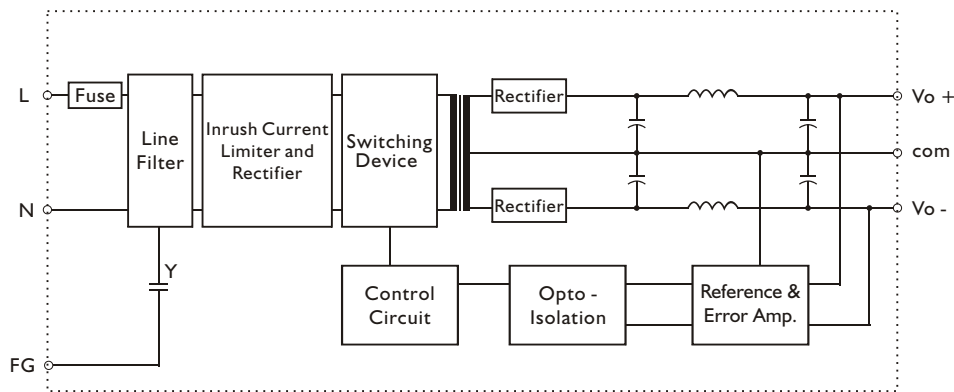 L
Fuse
Line
Filter
Inrush Current
Limiter and
Rectifier
Switching
Device
Rectifier
Vo +
com
N
Rectifier
Vo -
Y
Control
Circuit
Opto -
Isolation
Reference &
Error Amp.
FG